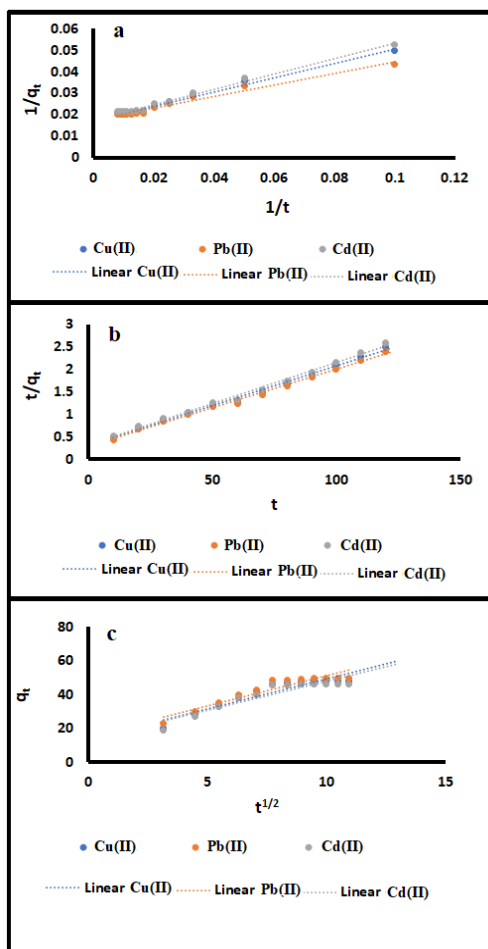 a
0.06
0.05
0.04
0.03
0.02
0.01
0
1/qt
0 0.02 0.04 0.06 0.08 0.1 0.12
1/t
Cu(II) Pb(II) Cd(II)
Linear Cu(II) Linear Pb(II) Linear Cd(II)
b
3
2.5
2
1.5
1
0.5
0
t/qt
0 50 100 150
t
Cu(II) Pb(II) Cd(II)
Linear Cu(II) Linear Pb(II) Linear Cd(II)
c
80
60
40
20
0
qt
0 5 10 15
t1/2
Cu(II) Pb(II) Cd(II)
Linear Cu(II) Linear Pb(II) Linear Cd(II)